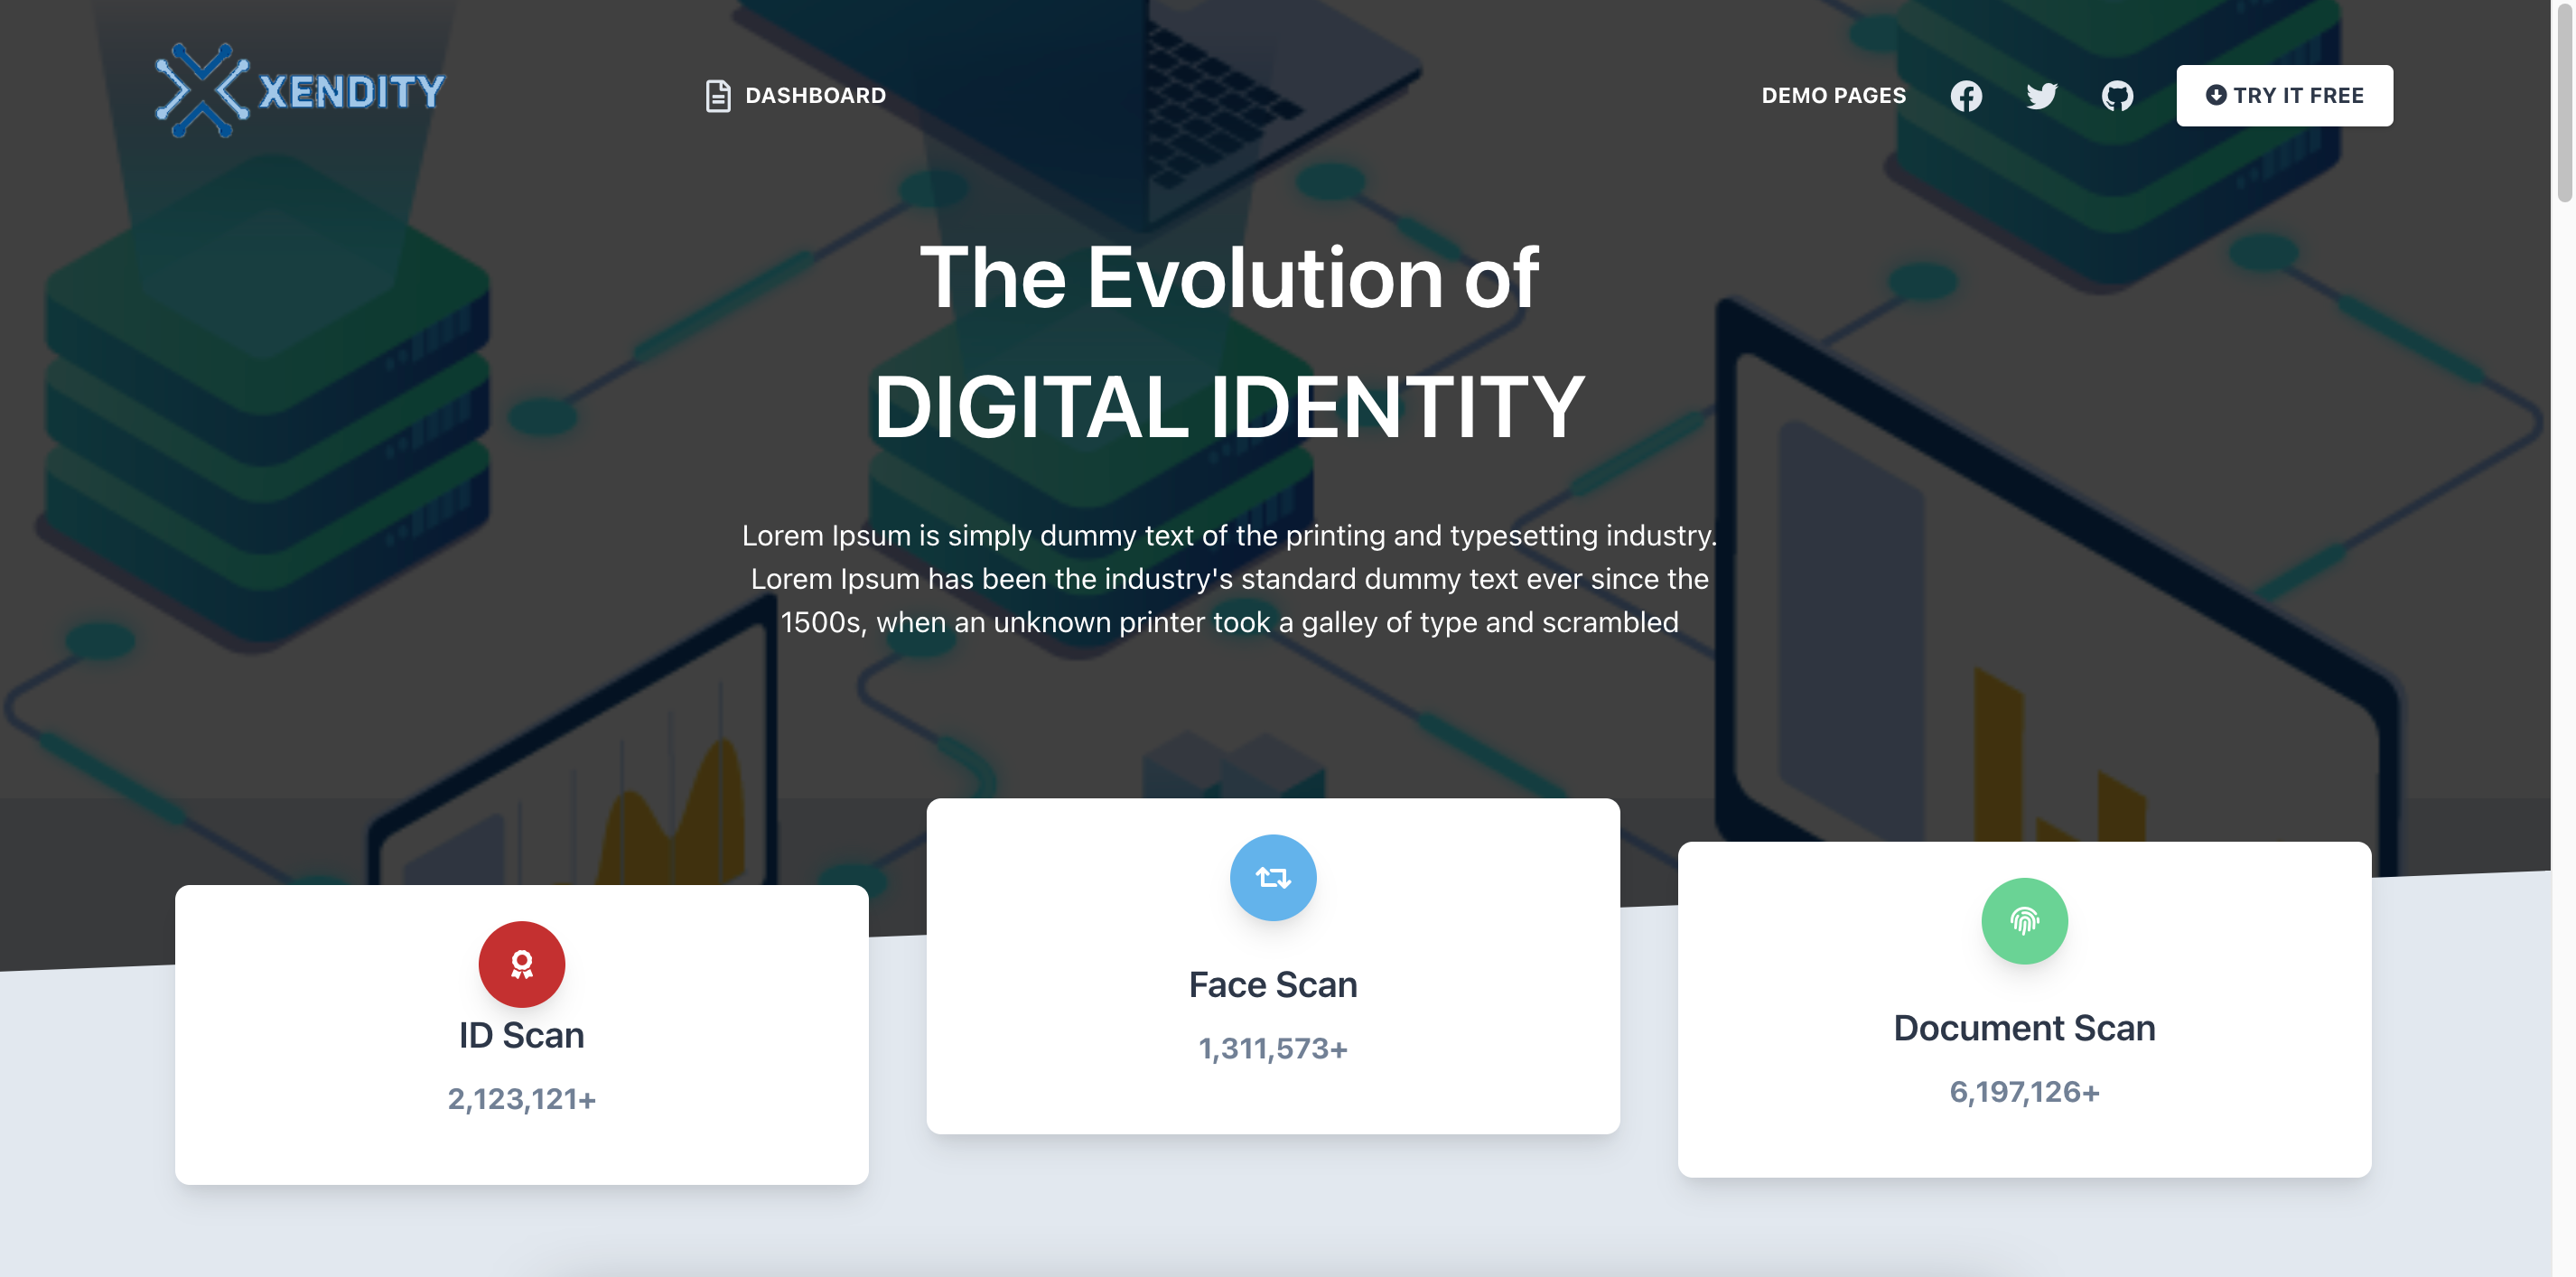 XENDITY
DASHBOARD
DEMO PAGES
TRY IT FREE
The Evolution of
DIGITAL IDENTITY
Lorem Ipsum is simply dummy text of the printing and typesetting industry.
Lorem Ipsum has been the industry's standard dummy text ever since the
1500s, when an unknown printer took a galley of type and scrambled
ID Scan
2,123,121+
Face Scan
1,311,573+
Document Scan
6,197,126+